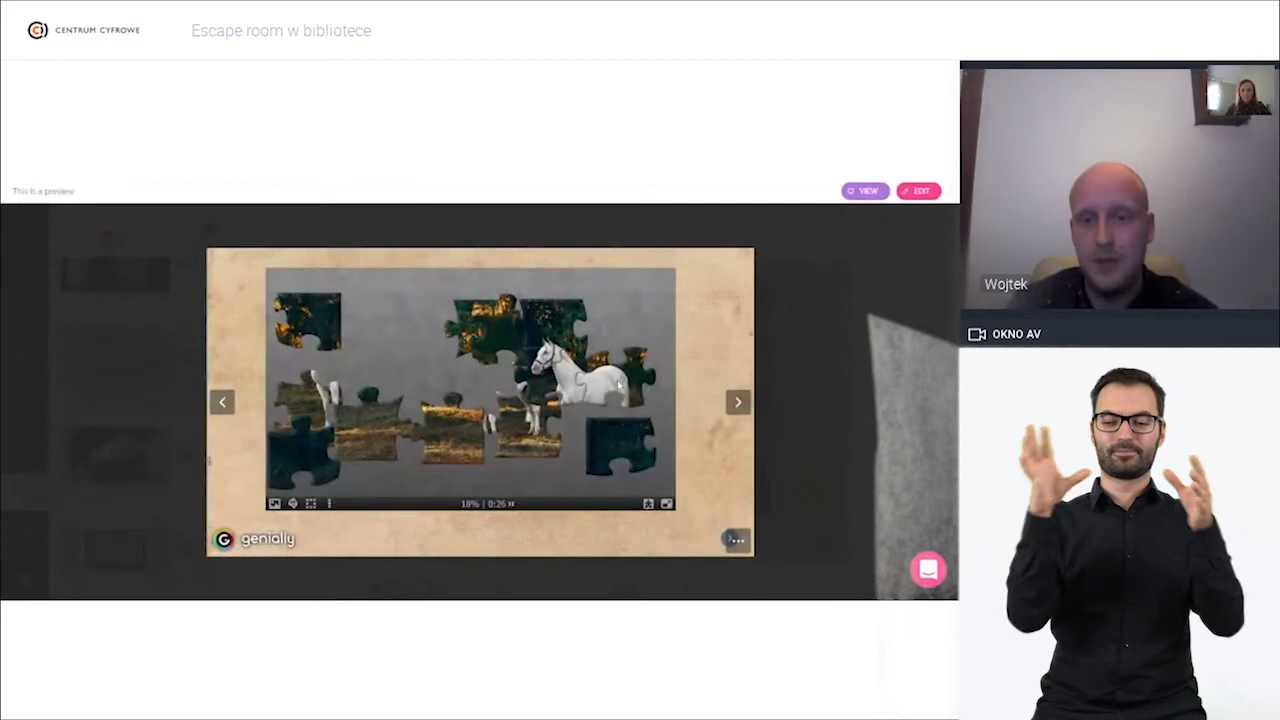 CENTRUM CYFROWE
Escape room w bibliotece
This is a preview
VIEW
EDIT
Wojtek
OKNO AV
18% | 0:26
G genially